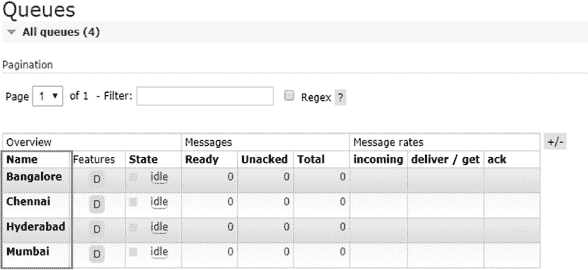 Queues
All queues (4)
Pagination
Page 1 of 1 - Filter: Regex ?
Overview Messages Message rates +/-
Name Features State Ready Unacked Total incoming deliver / get ack
Bangalore D idle 0 0 0
Chennai D idle 0 0 0
Hyderabad D idle 0 0 0
Mumbai D idle 0 0 0